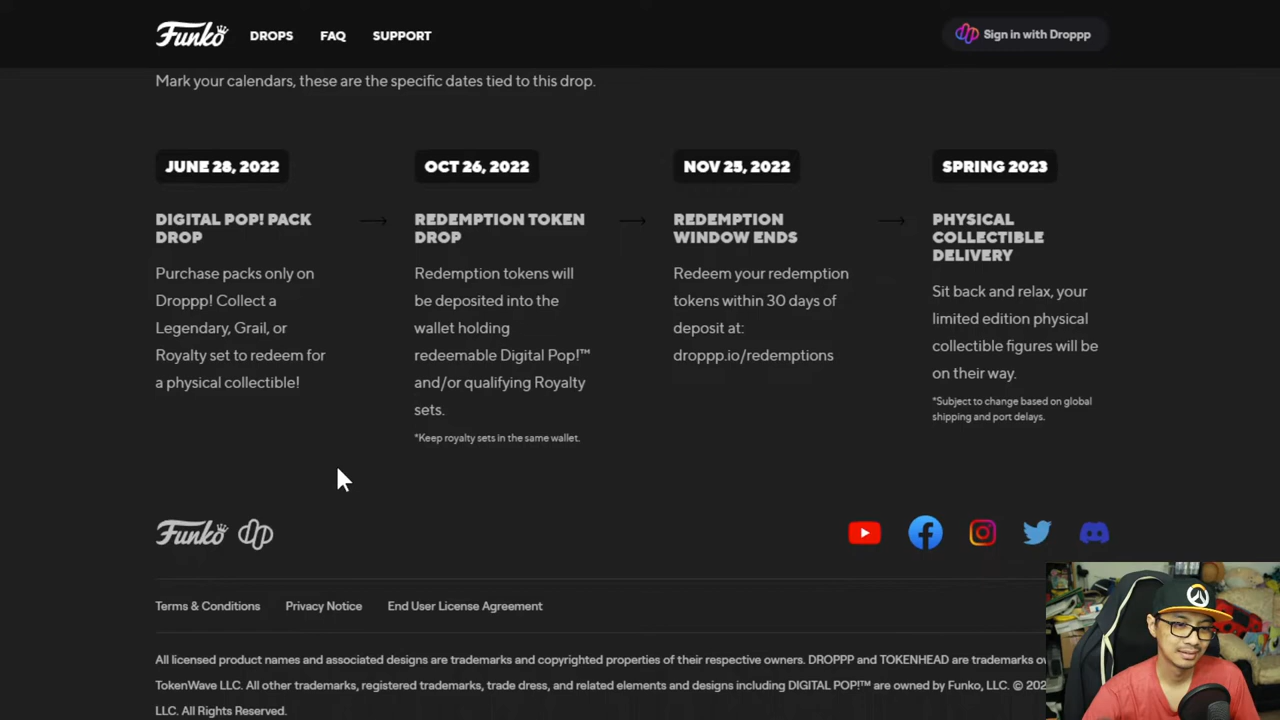 Funko DROPS FAQ SUPPORT Sign in with Droppp
Mark your calendars, these are the specific dates tied to this drop.
JUNE 28, 2022
DIGITAL POP! PACK
DROP
Purchase packs only on
Droppp! Collect a
Legendary, Grail, or
Royalty set to redeem for
a physical collectible!
OCT 26, 2022
REDEMPTION TOKEN
DROP
Redemption tokens will
be deposited into the
wallet holding
redeemable Digital Pop!™
and/or qualifying Royalty
sets.
*Keep royalty sets in the same wallet.
NOV 25, 2022
REDEMPTION
WINDOW ENDS
Redeem your redemption
tokens within 30 days of
deposit at:
droppp.io/redemptions
SPRING 2023
PHYSICAL
COLLECTIBLE
DELIVERY
Sit back and relax, your
limited edition physical
collectible figures will be
on their way.
*Subject to change based on global
shipping and port delays.
Funko
Terms & Conditions Privacy Notice End User License Agreement
All licensed product names and associated designs are trademarks and copyrighted properties of their respective owners. DROPPP and TOKENHEAD are trademarks
TokenWave LLC. All other trademarks, registered trademarks, trade dress, and related elements and designs including DIGITAL POP!™ are owned by Funko, LLC. ©
LLC. All Rights Reserved.